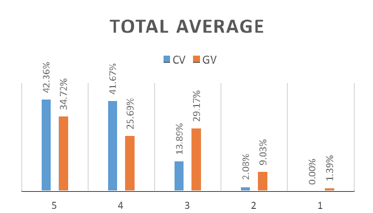 TOTAL AVERAGE
CV GV
42.36% 34.72% 41.67% 25.69% 13.89% 29.17% 2.08% 9.03% 0.00% 1.39%
5 4 3 2 1